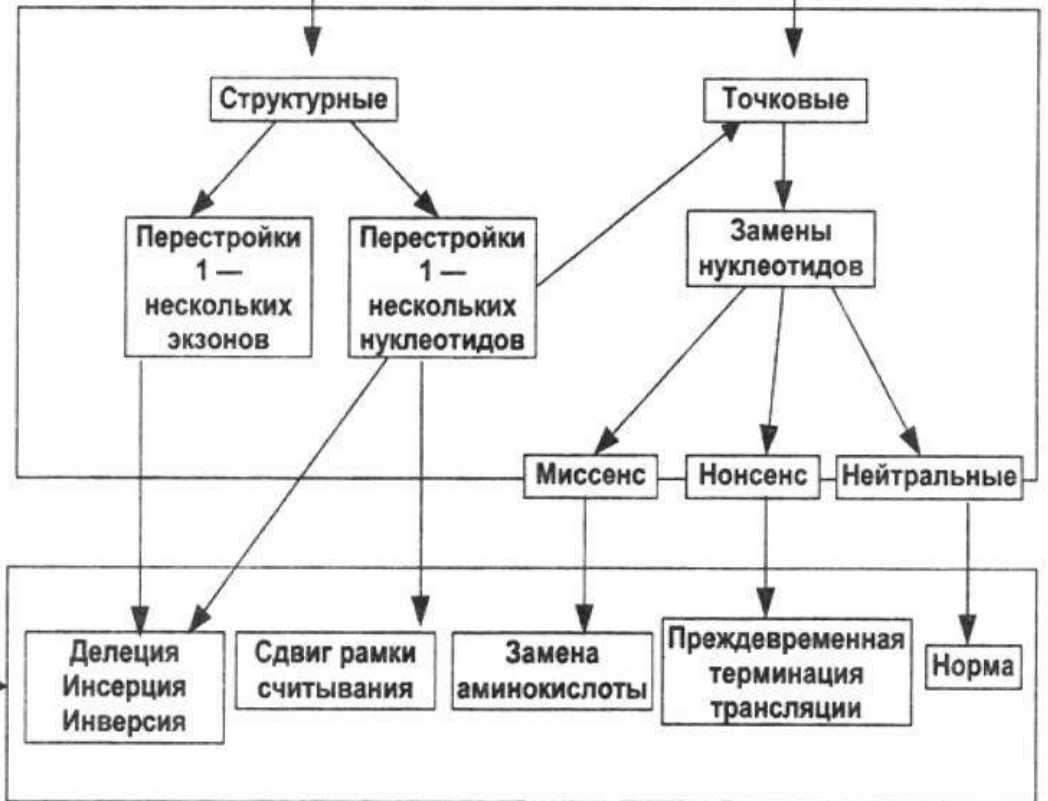 Структурные
Точковые
Перестройки
1 —
нескольких
экзонов
Перестройки
1 —
нескольких
нуклеотидов
Замены
нуклеотидов
Миссенс
Нонсенс
Нейтральные
Делеция
Инсерция
Инверсия
Сдвиг рамки
считывания
Замена
аминокислоты
Преждевременная
терминация
трансляции
Норма